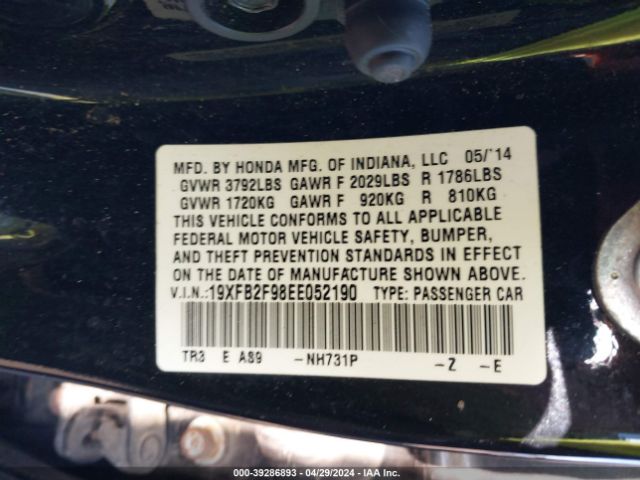 MFD. BY HONDA MFG. OF INDIANA, LLC 05/'14
GVWR 3792LBS GAWR F 2029LBS R 1786LBS
GVWR 1720KG GAWR F 920KG R 810KG
THIS VEHICLE CONFORMS TO ALL APPLICABLE
FEDERAL MOTOR VEHICLE SAFETY, BUMPER,
AND THEFT PREVENTION STANDARDS IN EFFECT
ON THE DATE OF MANUFACTURE SHOWN ABOVE.
V.I.N.:19XFB2F98EE052190 TYPE: PASSENGER CAR
TR3 E A39 -NH731P -Z -E
000-39286893 - 04/29/2024 - IAA Inc.